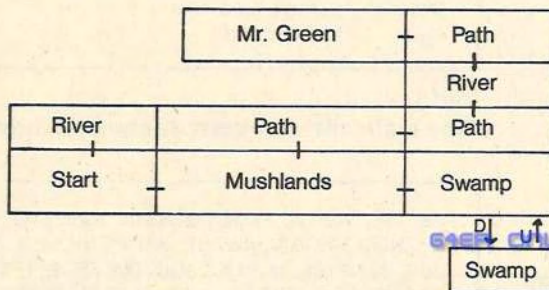 Mr. Green Path
River
River Path Path
Start Mushlands Swamp
D U
Swamp